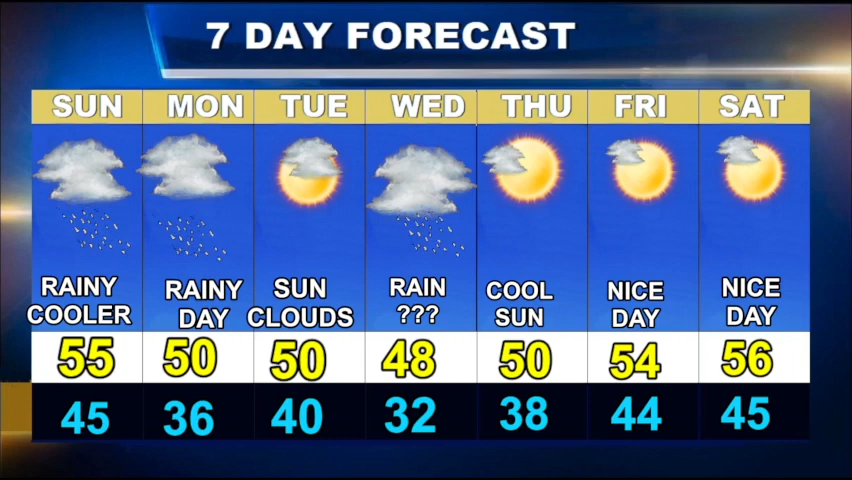 7 DAY FORECAST
SUN MON TUE WED THU FRI SAT
RAINY COOLER
RAINY DAY
SUN CLOUDS
RAIN ???
COOL SUN
NICE DAY
NICE DAY
55 50 50 48 50 54 56
45 36 40 32 38 44 45